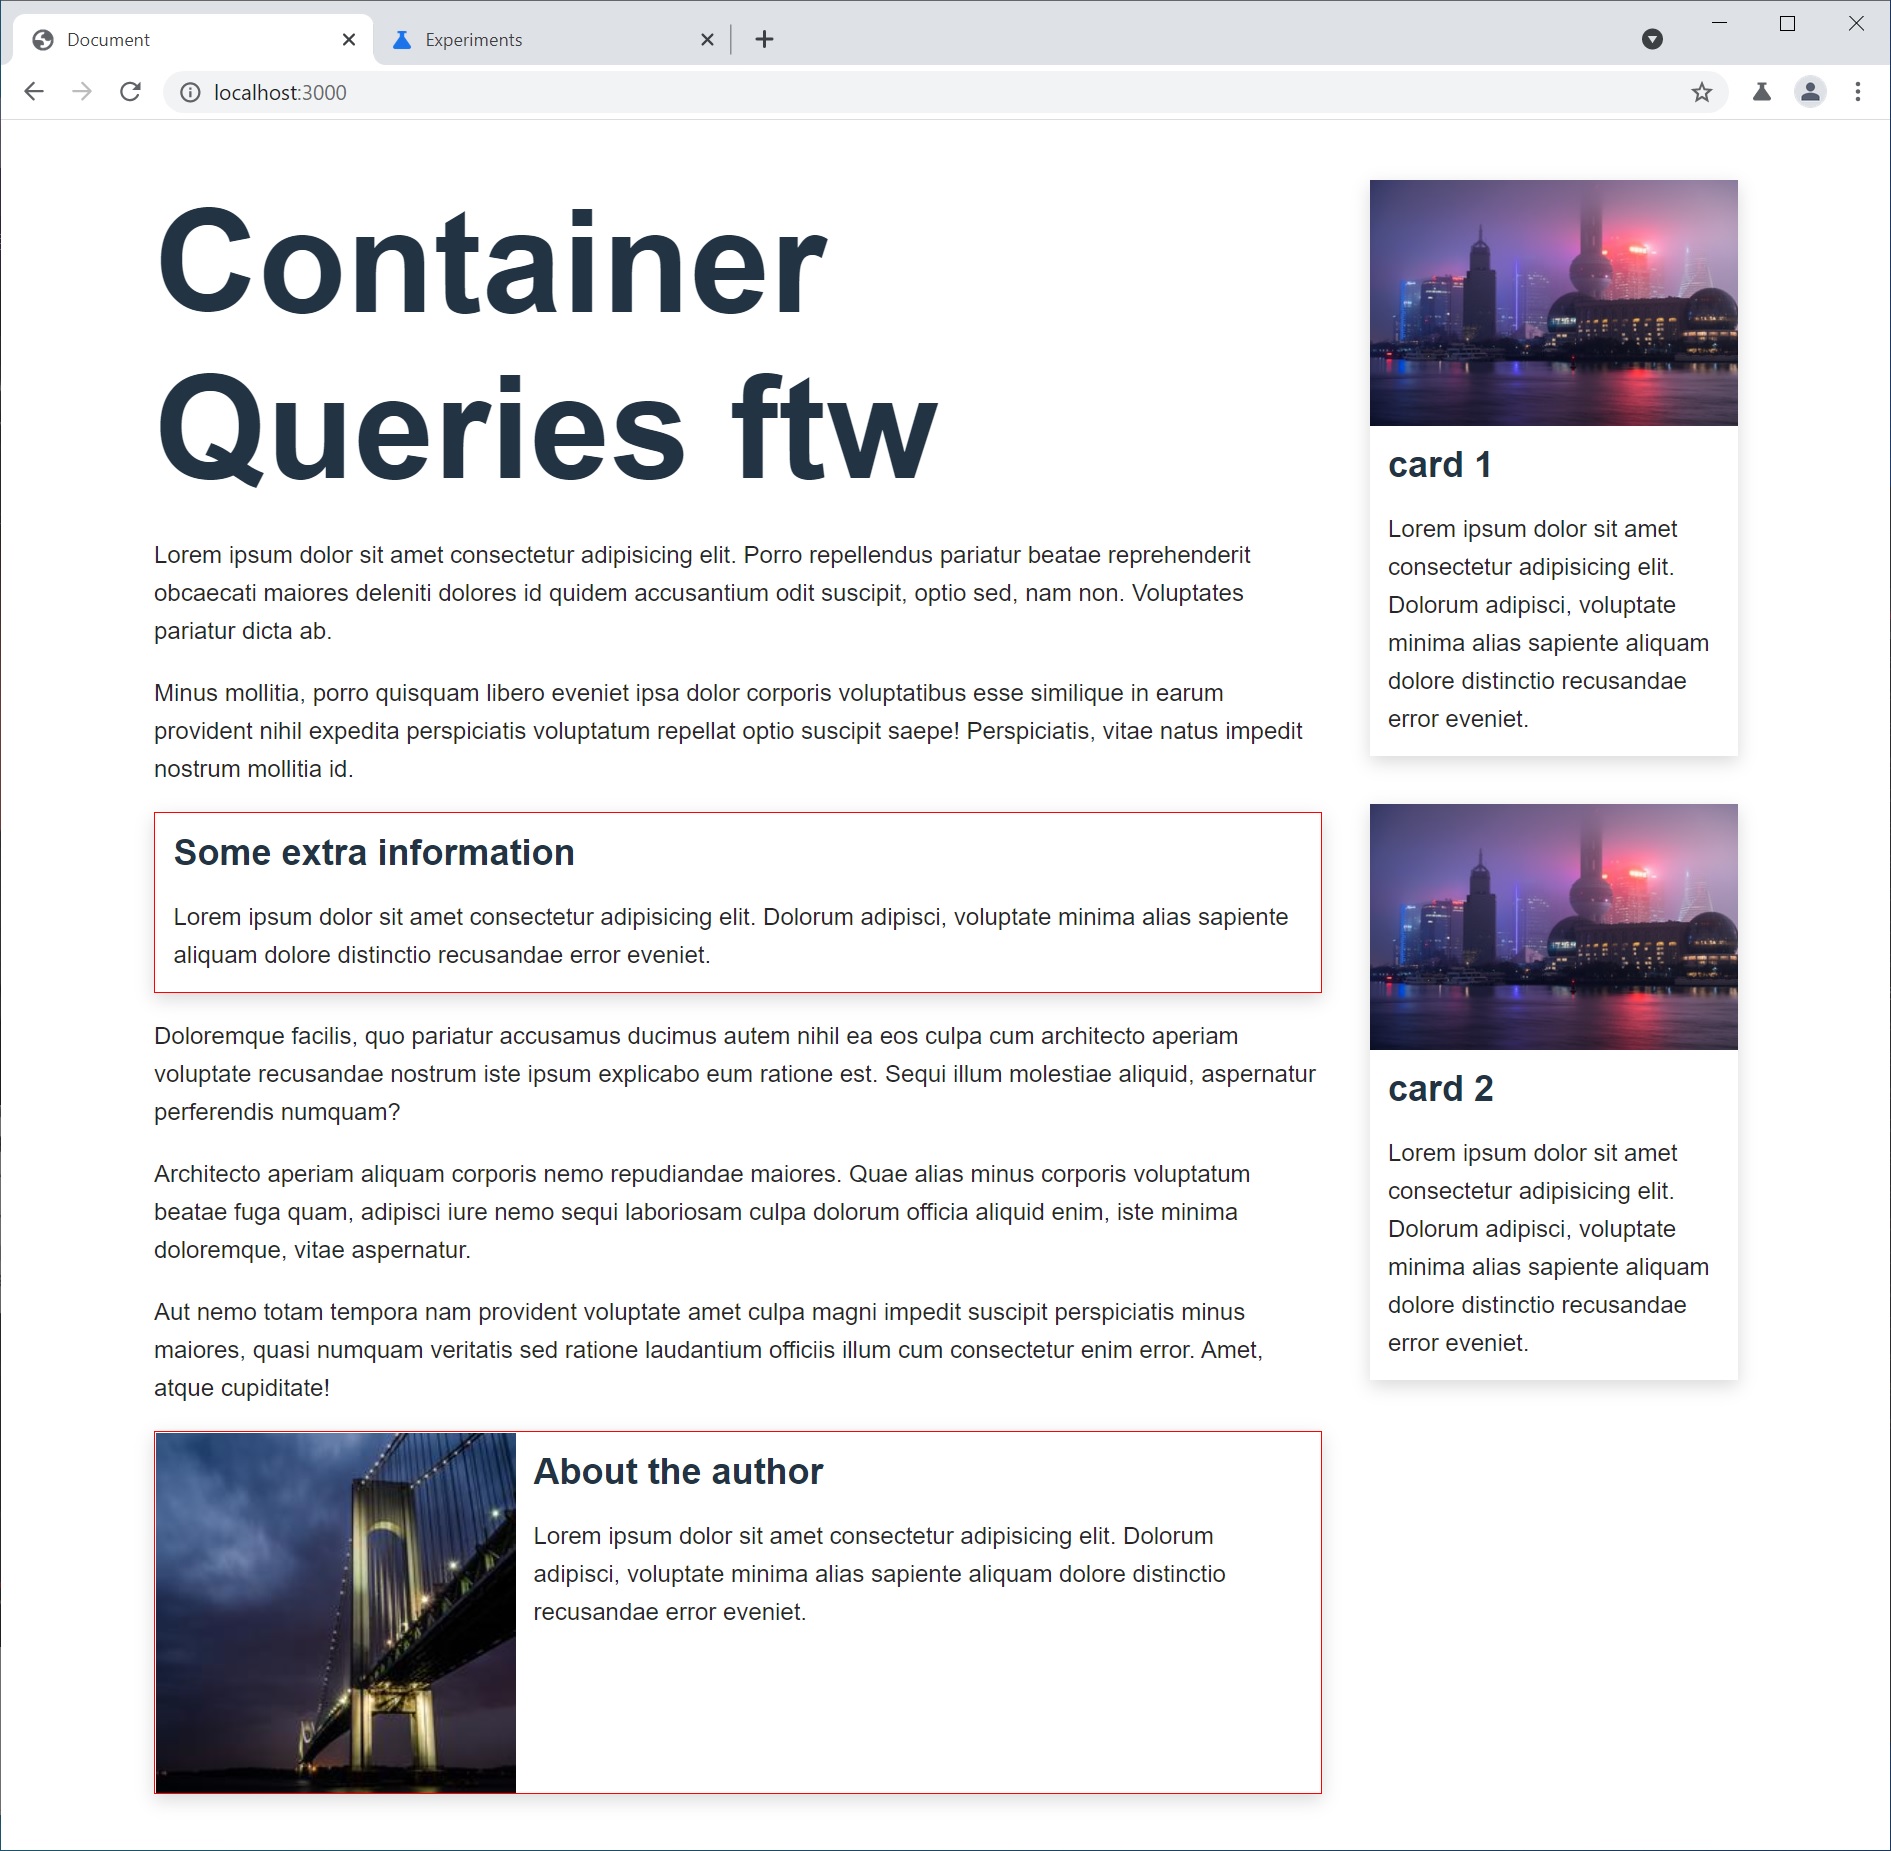 Document
Experiments
localhost:3000
Container
Queries ftw
Lorem ipsum dolor sit amet consectetur adipisicing elit. Porro repellendus pariatur beatae reprehenderit
obcaecati maiores deleniti dolores id quidem accusantium odit suscipit, optio sed, nam non. Voluptates
pariatur dicta ab.
Minus mollitia, porro quisquam libero eveniet ipsa dolor corporis voluptatibus esse similique in earum
provident nihil expedita perspiciatis voluptatum repellat optio suscipit saepe! Perspiciatis, vitae natus impedit
nostrum mollitia id.
Some extra information
Lorem ipsum dolor sit amet consectetur adipisicing elit. Dolorum adipisci, voluptate minima alias sapiente
aliquam dolore distinctio recusandae error eveniet.
Doloremque facilis, quo pariatur accusamus ducimus autem nihil ea eos culpa cum architecto aperiam
voluptate recusandae nostrum iste ipsum explicabo eum ratione est. Sequi illum molestiae aliquid, aspernatur
perferendis numquam?
Architecto aperiam aliquam corporis nemo repudiandae maiores. Quae alias minus corporis voluptatum
beatae fuga quam, adipisci iure nemo sequi laboriosam culpa dolorum officia aliquid enim, iste minima
doloremque, vitae aspernatur.
Aut nemo totam tempora nam provident voluptate amet culpa magni impedit suscipit perspiciatis minus
maiores, quasi numquam veritatis sed ratione laudantium officiis illum cum consectetur enim error. Amet,
atque cupiditate!
About the author
Lorem ipsum dolor sit amet consectetur adipisicing elit. Dolorum
adipisci, voluptate minima alias sapiente aliquam dolore distinctio
recusandae error eveniet.
card 1
Lorem ipsum dolor sit amet
consectetur adipisicing elit.
Dolorum adipisci, voluptate
minima alias sapiente aliquam
dolore distinctio recusandae
error eveniet.
card 2
Lorem ipsum dolor sit amet
consectetur adipisicing elit.
Dolorum adipisci, voluptate
minima alias sapiente aliquam
dolore distinctio recusandae
error eveniet.